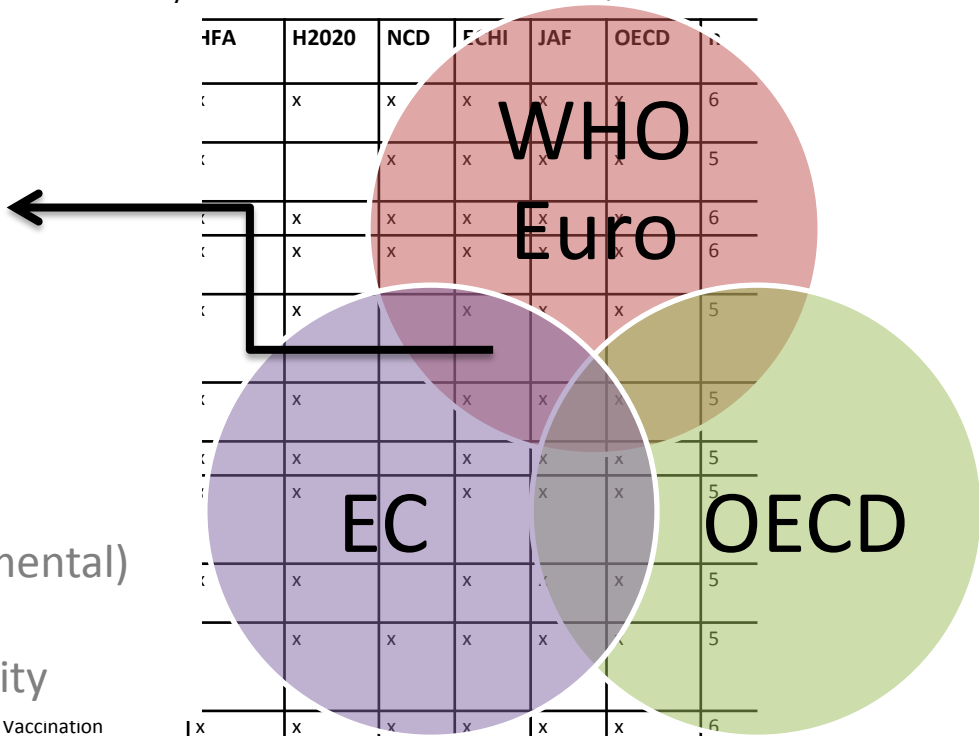 HFA H2020 NCD ECHI JAF OECD
x x x x x x 6
x x x x x 5
x x x x x x 6
x x x x x x 6
x x x x x 5
x x x x x 5
x x x x x 5
x x x x x 5
x x x x x 5
x x x x x 5
Vaccination x x x x x x 6
WHO
Euro
EC
OECD
mental)
ity